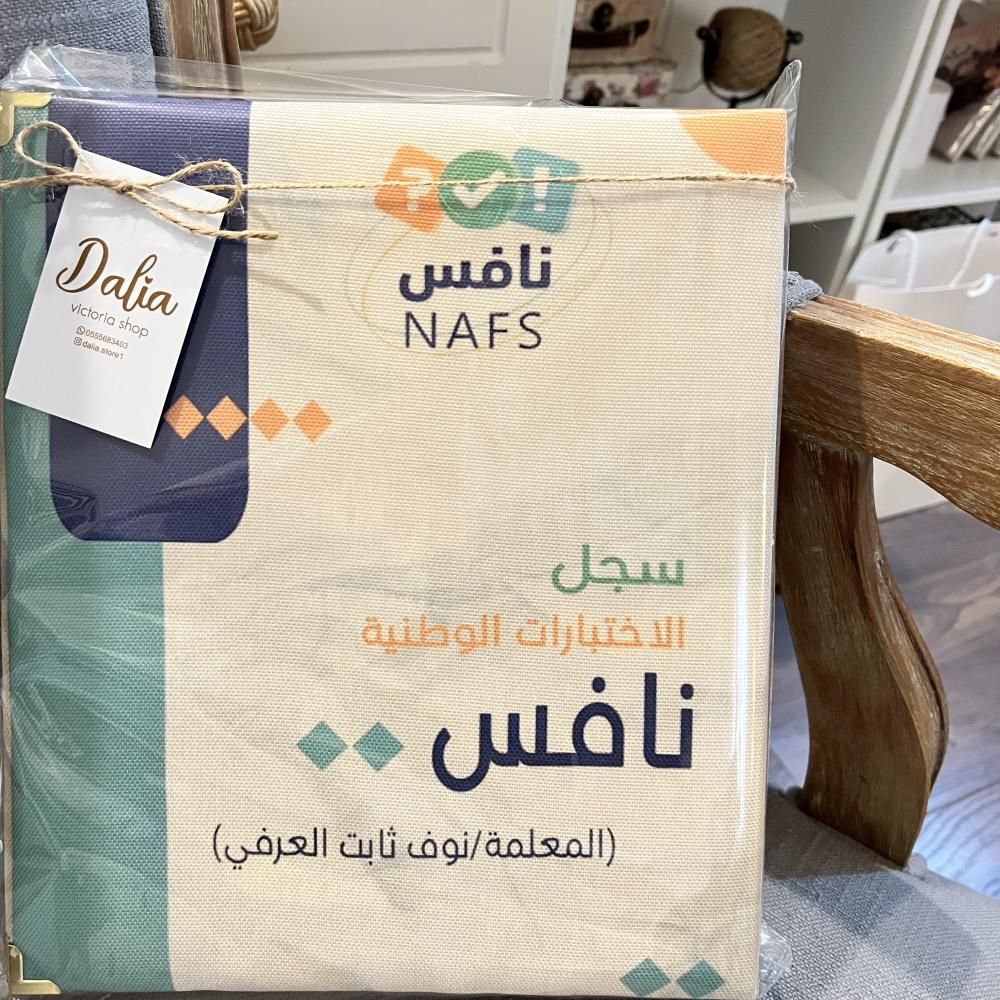 ؟ !
نافس
NAFS
Dalia
victoria shop
0555683403
dalia.store1
سجل
الاختبارات الوطنية
نافس
(المعلمة/نوف ثابت العرفي)